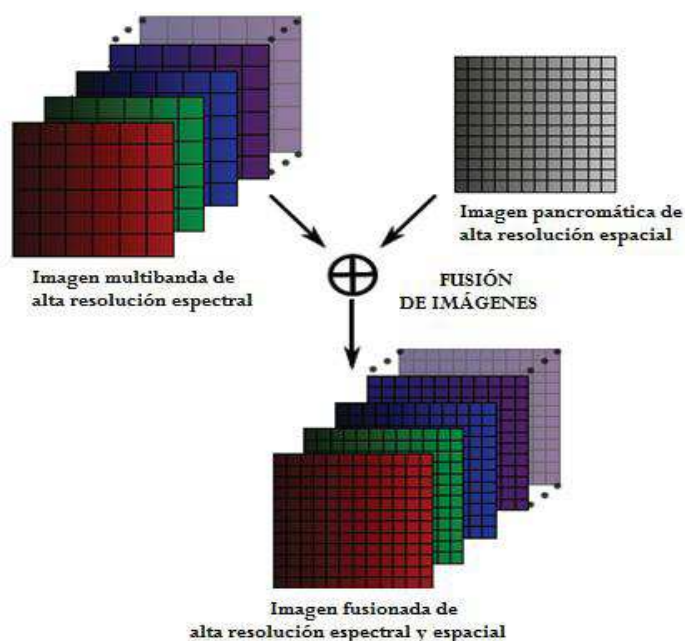 Imagen multibanda de
alta resolución espectral
Imagen pancromática de
alta resolución espacial
FUSIÓN
DE IMÁGENES
Imagen fusionada de
alta resolución espectral y espacial